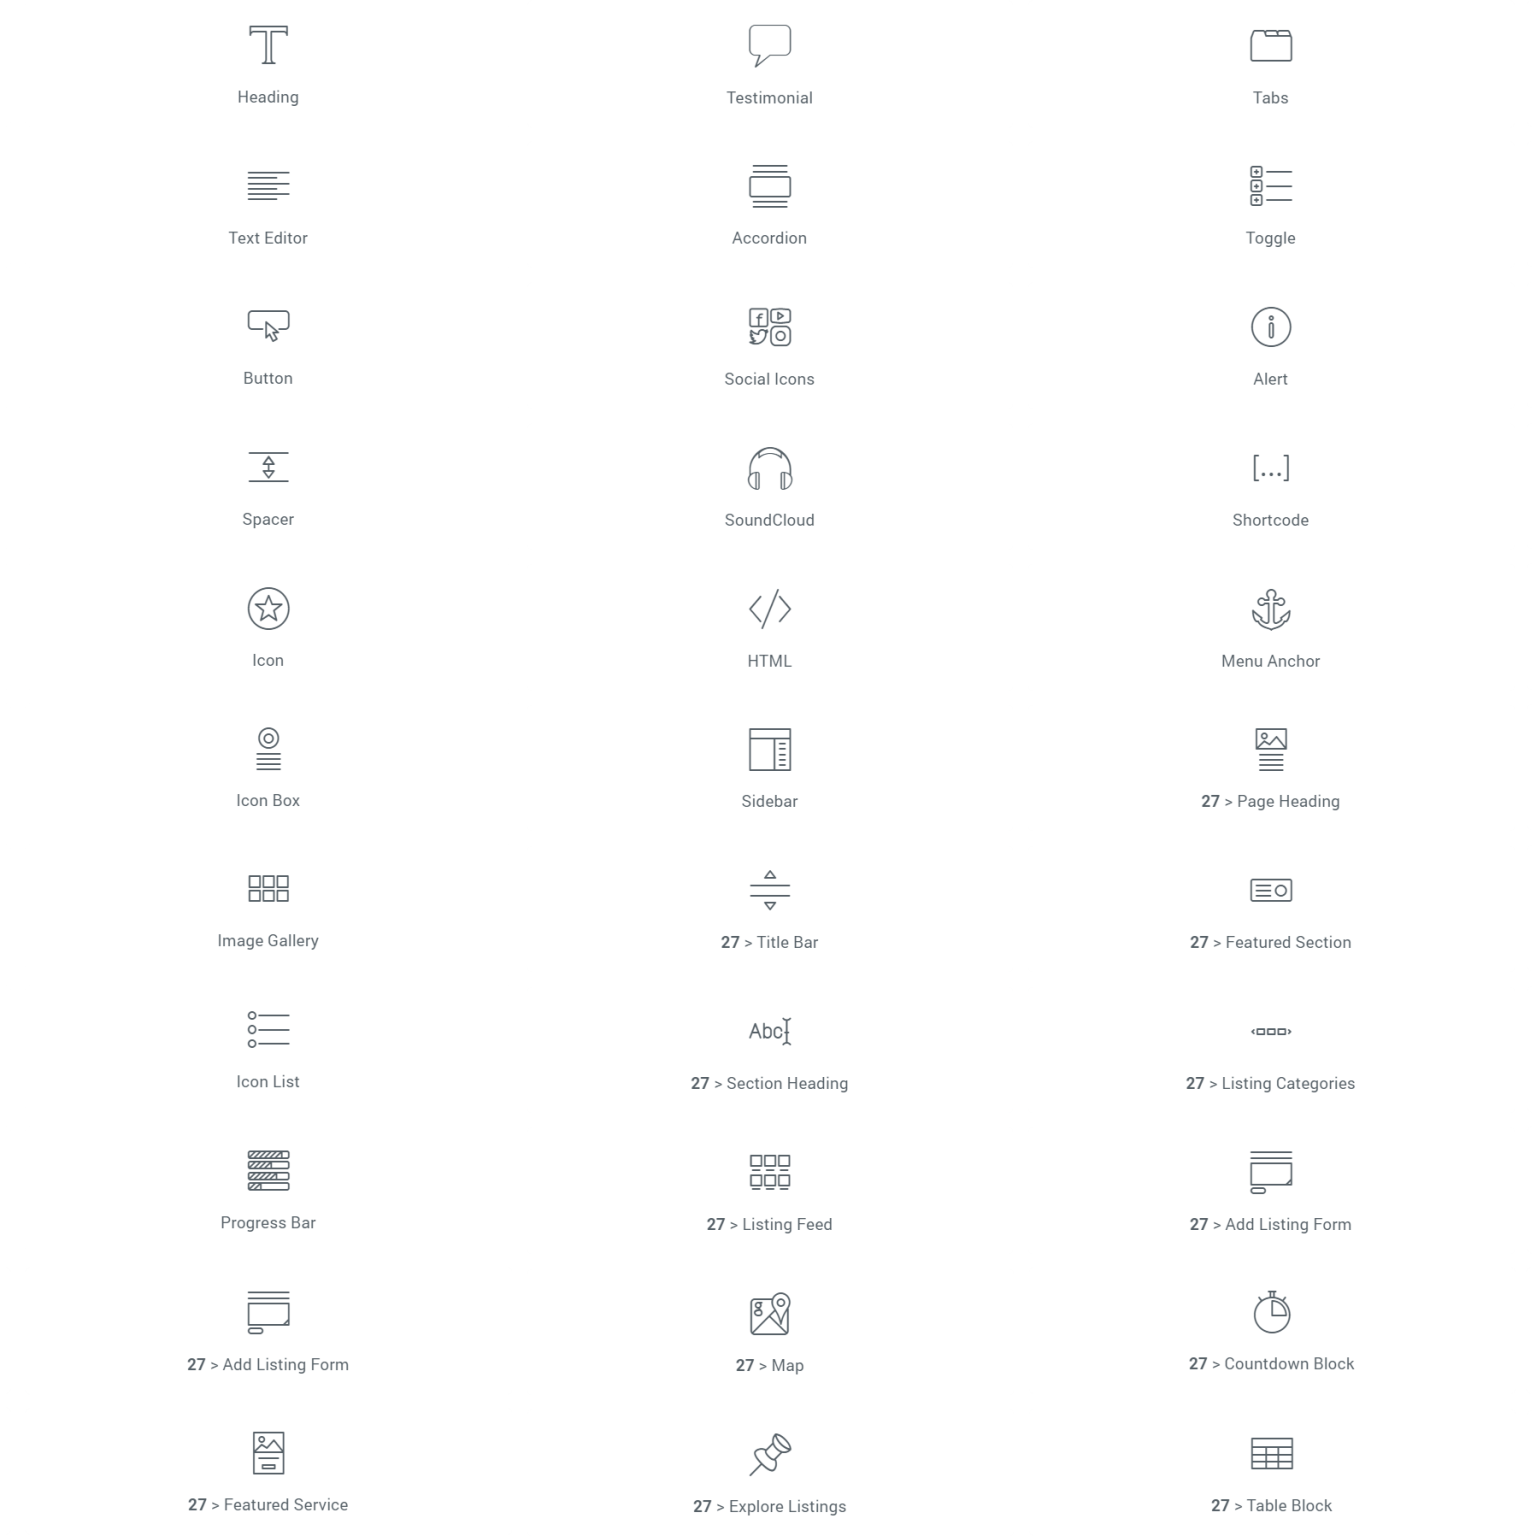 Heading
Testimonial
Tabs
Text Editor
Accordion
Toggle
Button
Social Icons
Alert
Spacer
SoundCloud
[...]
Shortcode
Icon
HTML
Menu Anchor
Icon Box
Sidebar
27 > Page Heading
Image Gallery
27 > Title Bar
27 > Featured Section
Icon List
Abc
27 > Section Heading
27 > Listing Categories
Progress Bar
27 > Listing Feed
27 > Add Listing Form
27 > Add Listing Form
27 > Map
27 > Countdown Block
27 > Featured Service
27 > Explore Listings
27 > Table Block